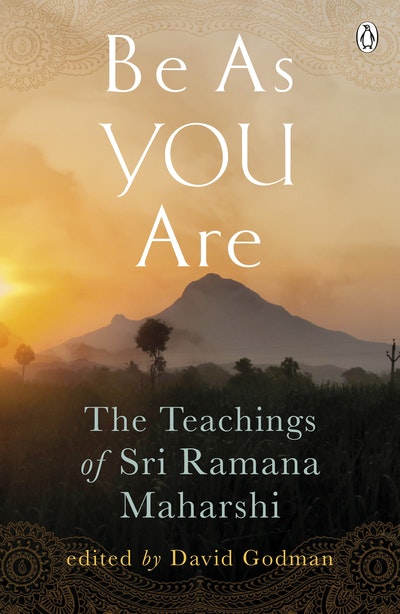 Be As
YOU
Are
The Teachings
of Sri Ramana
Maharshi
edited by David Godman